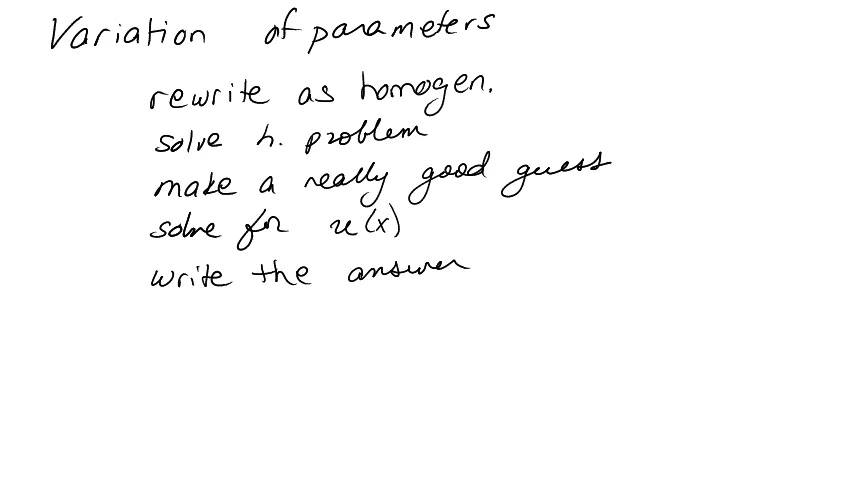 Variation of parameters
rewrite as homogen.
solve h. problem
make a really good guess
solve for u(x)
write the answer